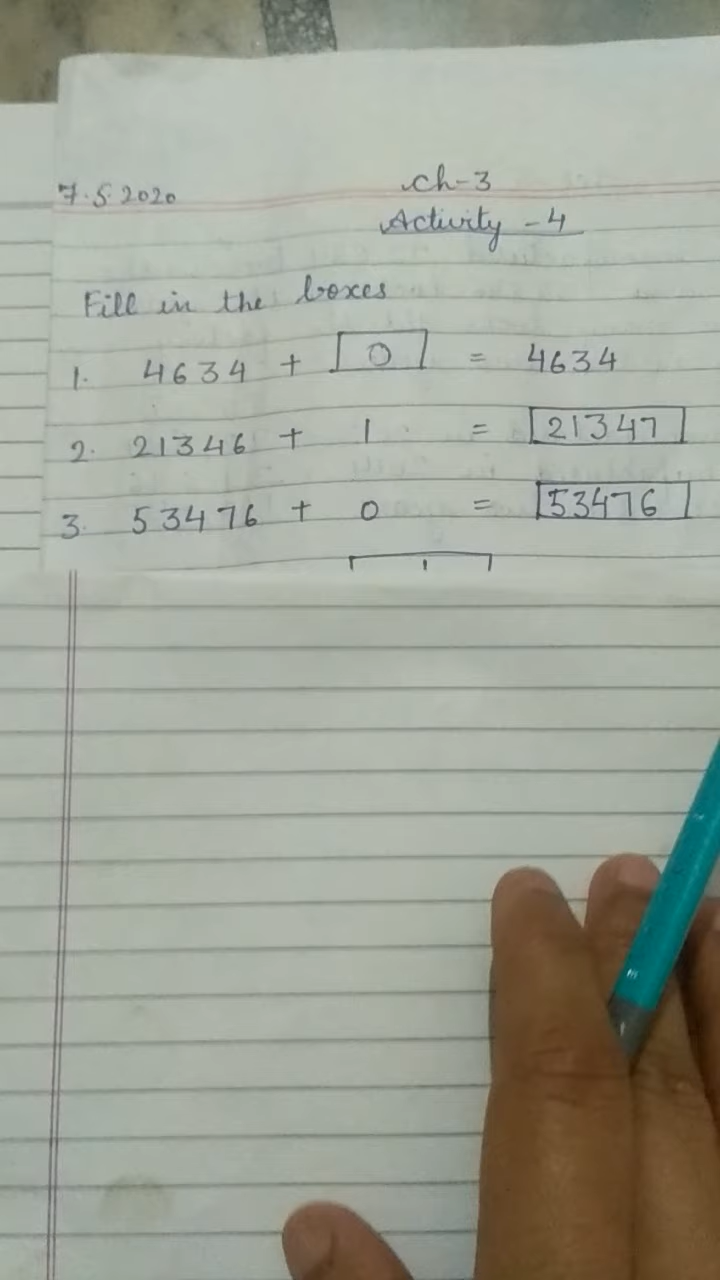 7.5.2020
Ch-3
Activity - 4
Fill in the boxes
1. 4634 + 0 = 4634
2. 21346 + 1 = 21347
3. 53476 + 0 = 53476